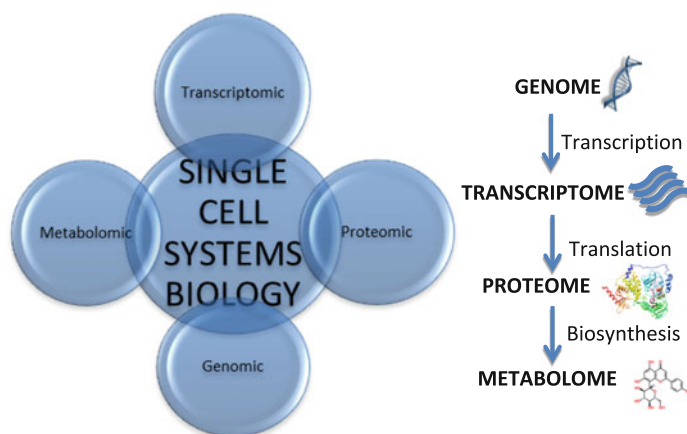 Transcriptomic
SINGLE
CELL
SYSTEMS
BIOLOGY
Metabolomic
Proteomic
Genomic
GENOME
Transcription
TRANSCRIPTOME
Translation
PROTEOME
Biosynthesis
METABOLOME